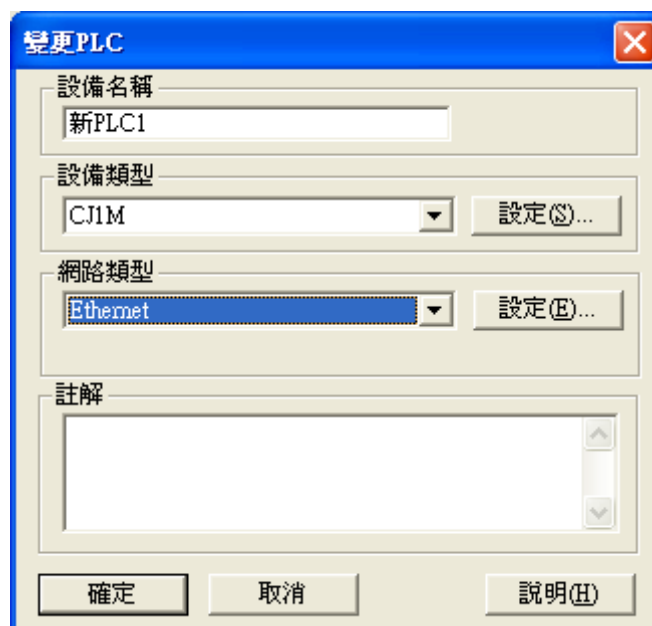 變更PLC
設備名稱
新PLC1
設備類型
CJ1M
設定(S)...
網路類型
Ethernet
設定(E)...
註解
確定
取消
說明(H)